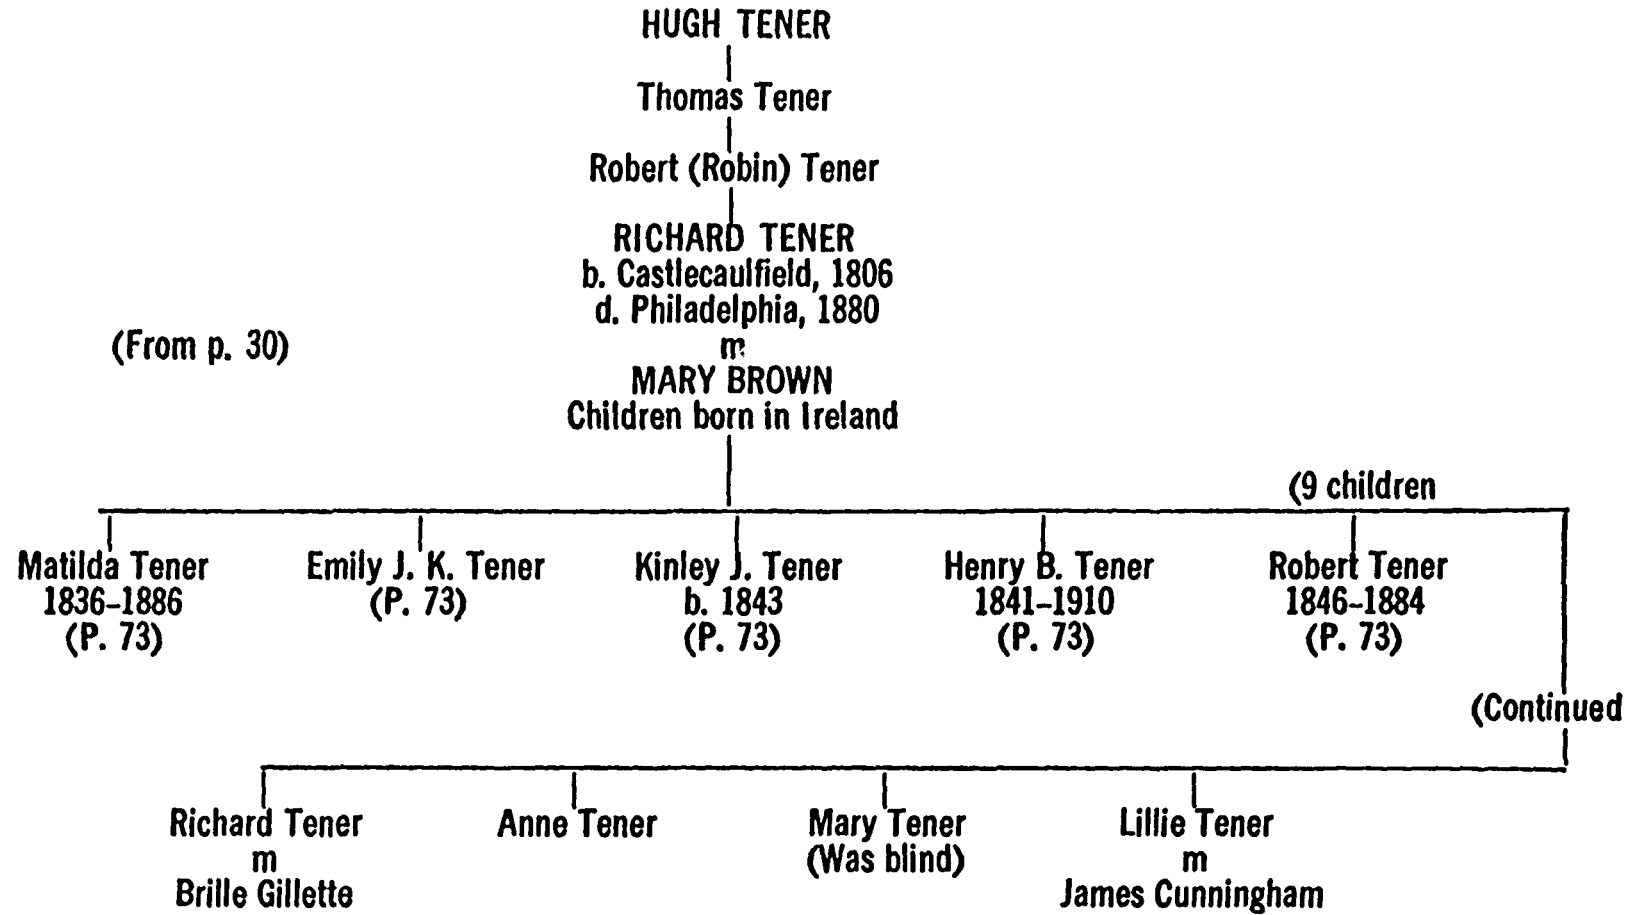 HUGH TENER
Thomas Tener
Robert (Robin) Tener
RICHARD TENER
b. Castlecaulfield, 1806
d. Philadelphia, 1880
(From p. 30)
m
MARY BROWN
Children born in Ireland
(9 children
Matilda Tener
1836-1886
(P. 73)
Emily J. K. Tener
(P. 73)
Kinley J. Tener
b. 1843
(P. 73)
Henry B. Tener
1841-1910
(P. 73)
Robert Tener
1846-1884
(P. 73)
(Continued
Richard Tener
m
Brille Gillette
Anne Tener
Mary Tener
(Was blind)
Lillie Tener
m
James Cunningham